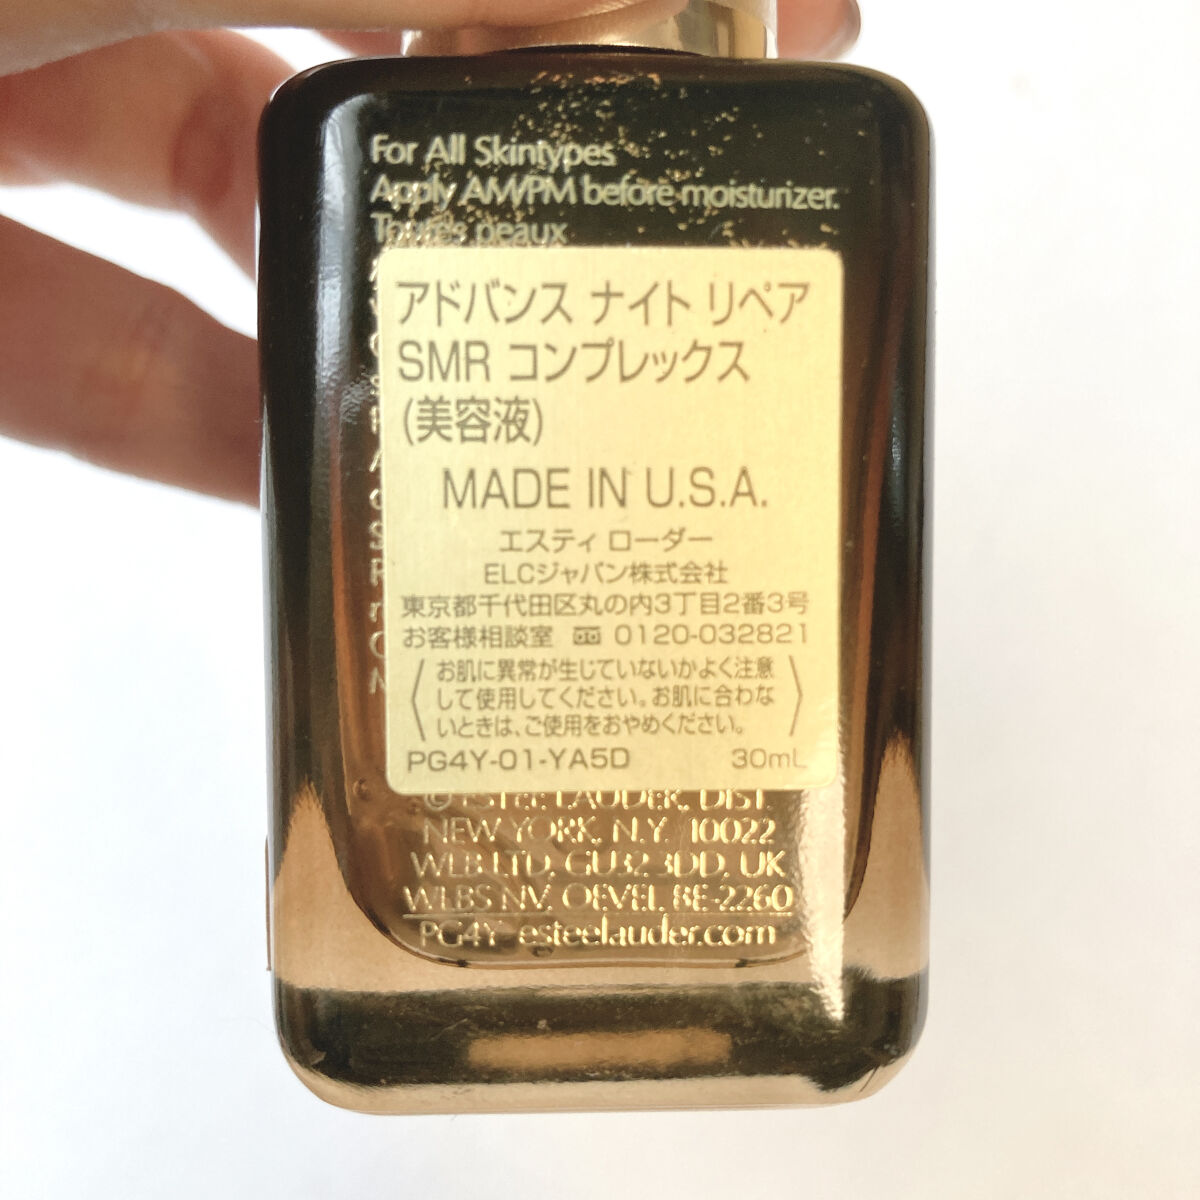 For All Skintypes
Apply AM/PM before moisturizer.
Toutes peaux
アドバンス ナイト リペア
SMR コンプレックス
(美容液)
MADE IN U.S.A.
エスティ ローダー
ELCジャパン株式会社
東京都千代田区丸の内3丁目2番3号
お客様相談室 0120-032821
お肌に異常が生じていないかよく注意
して使用してください。お肌に合わな
いときは、ご使用をおやめください。
PG4Y-01-YA5D 30mL
© ESTEE LAUDER, DIST.
NEW YORK, N.Y. 10022
WLB LTD, GU32 3DD, UK
WLBS NV, OEVEL BE-2260
PG4Y esteelauder.com